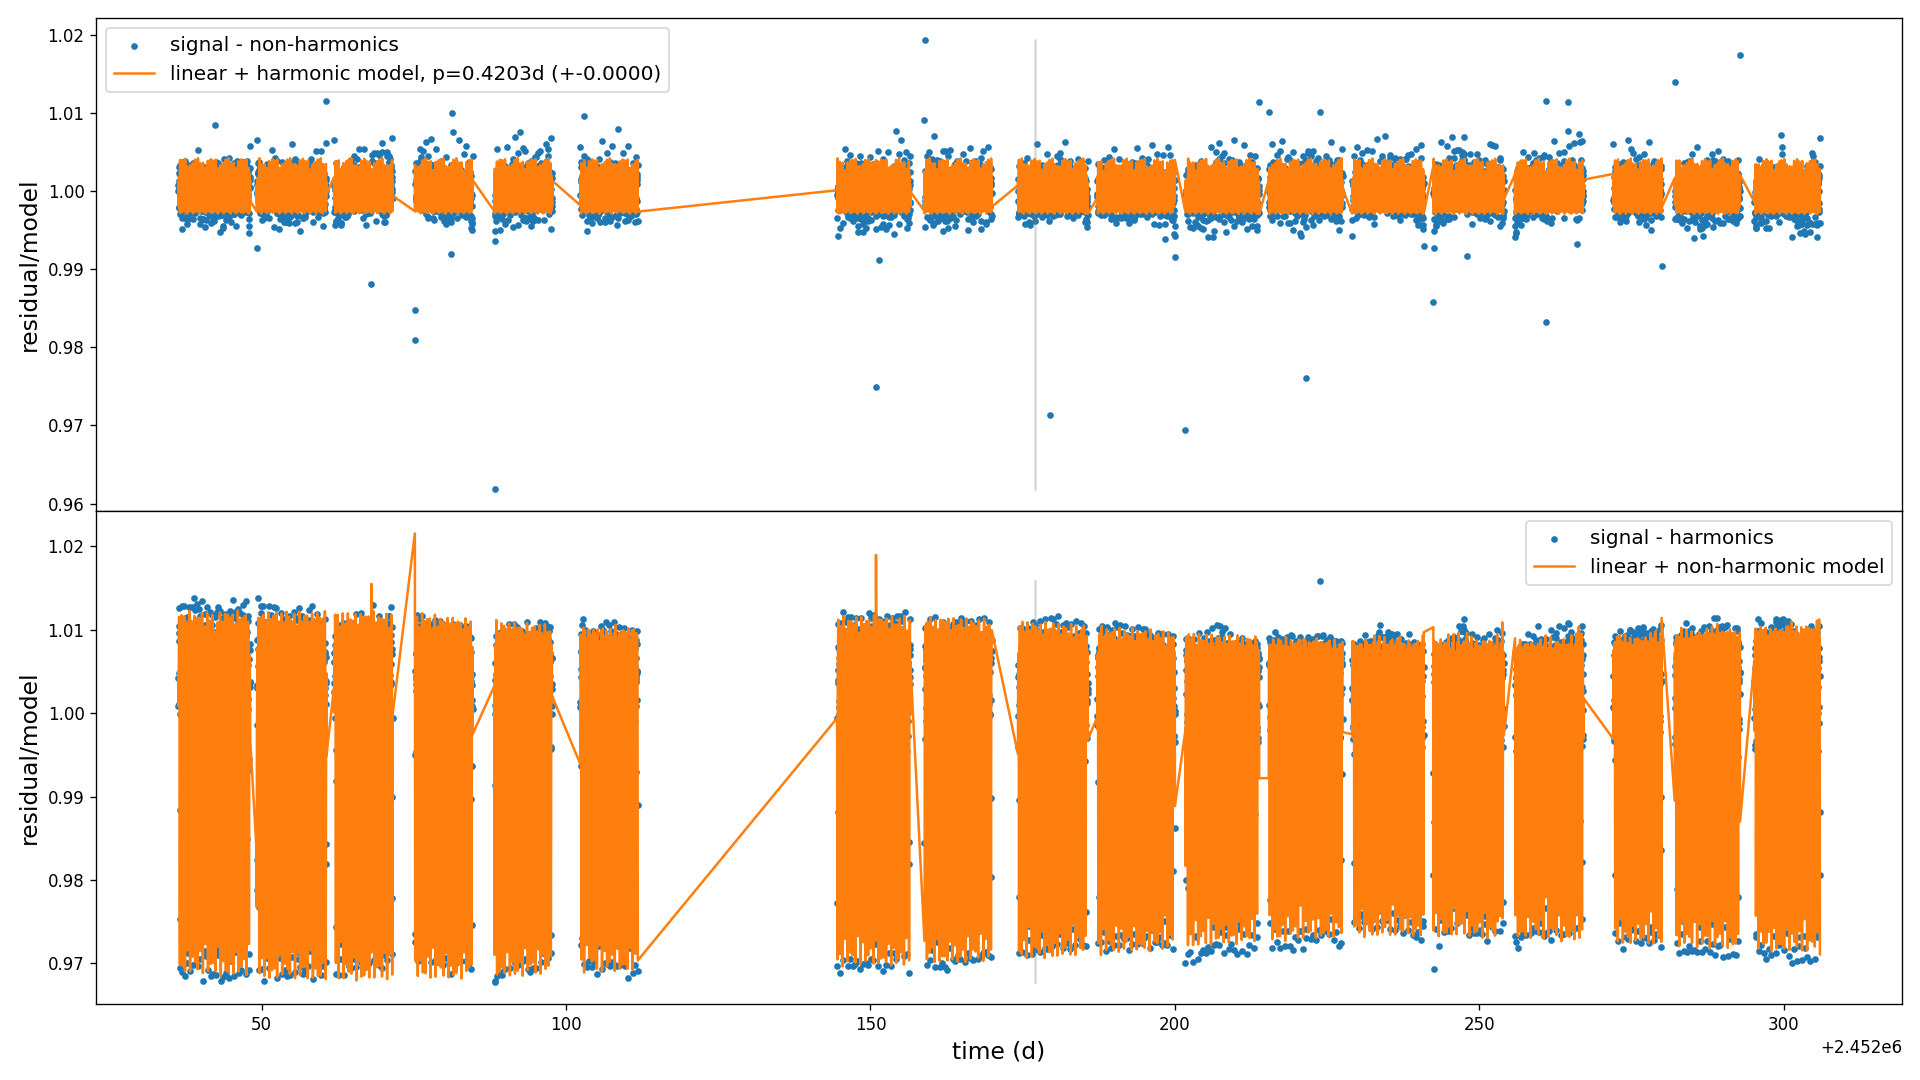 signal - non-harmonics
linear + harmonic model, p=0.4203d (+-0.0000)
1.02
1.01
1.00
0.99
0.98
0.97
0.96
residual/model
signal - harmonics
linear + non-harmonic model
1.02
1.01
1.00
0.99
0.98
0.97
residual/model
50
100
150
200
250
300
time (d)
+2.452e6